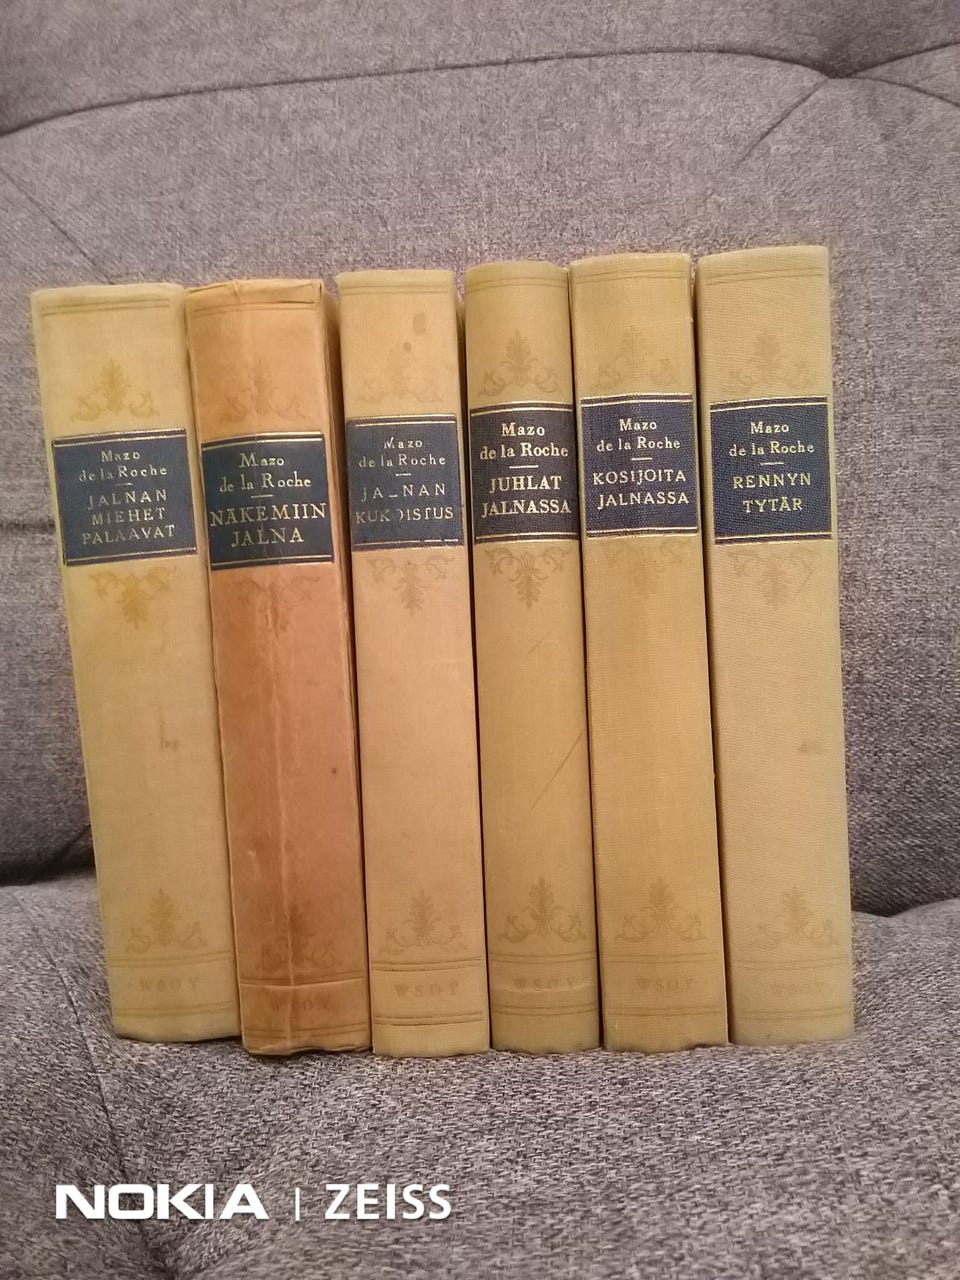 Mazo
de la Roche
JALNAN
MIEHET
PALAAVAT
WSOY
Mazo
de la Roche
NÄKEMIIN
JALNA
WSOY
Mazo
de la Roche
JALNAN
KUKOISTUS
WSOY
Mazo
de la Roche
JUHLAT
JALNASSA
WSOY
Mazo
de la Roche
KOSIJOITA
JALNASSA
WSOY
Mazo
de la Roche
RENNYN
TYTÄR
WSOY
NOKIA | ZEISS